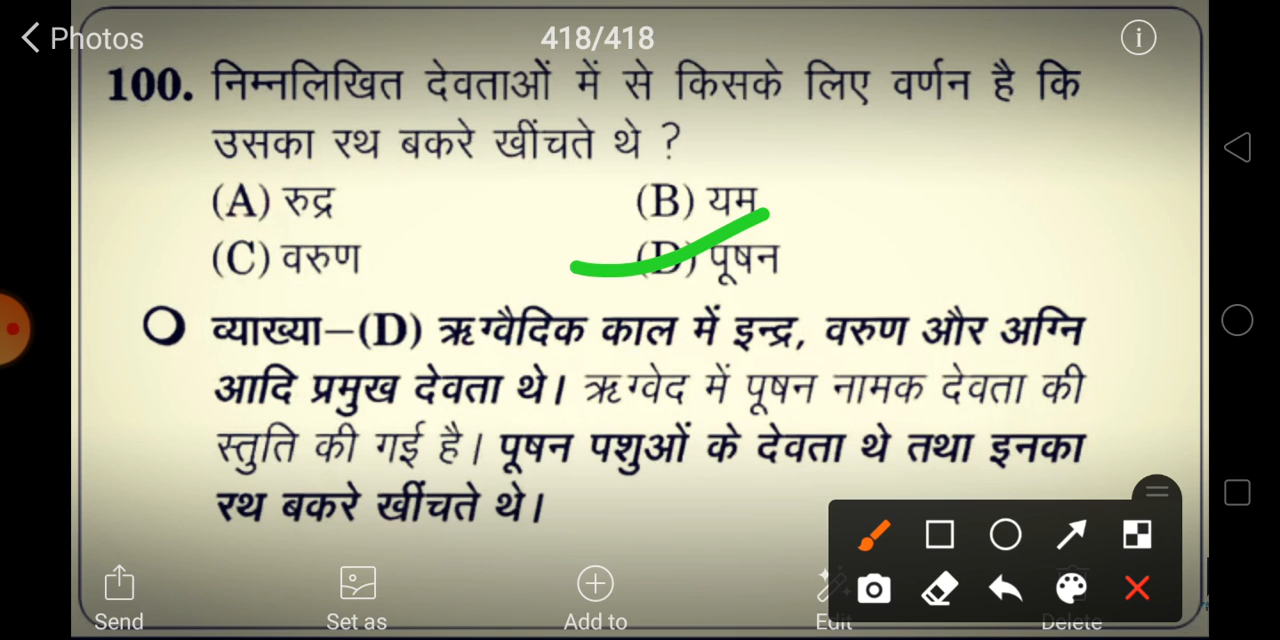 Photos
418/418
i
100. निम्नलिखित देवताओं में से किसके लिए वर्णन है कि
उसका रथ बकरे खींचते थे ?
(A) रुद्र (B) यम
(C) वरुण (D) पूषन
व्याख्या–(D) ऋग्वैदिक काल में इन्द्र, वरुण और अग्नि
आदि प्रमुख देवता थे। ऋग्वेद में पूषन नामक देवता की
स्तुति की गई है। पूषन पशुओं के देवता थे तथा इनका
रथ बकरे खींचते थे।
Send Set as Add to Edit Delete